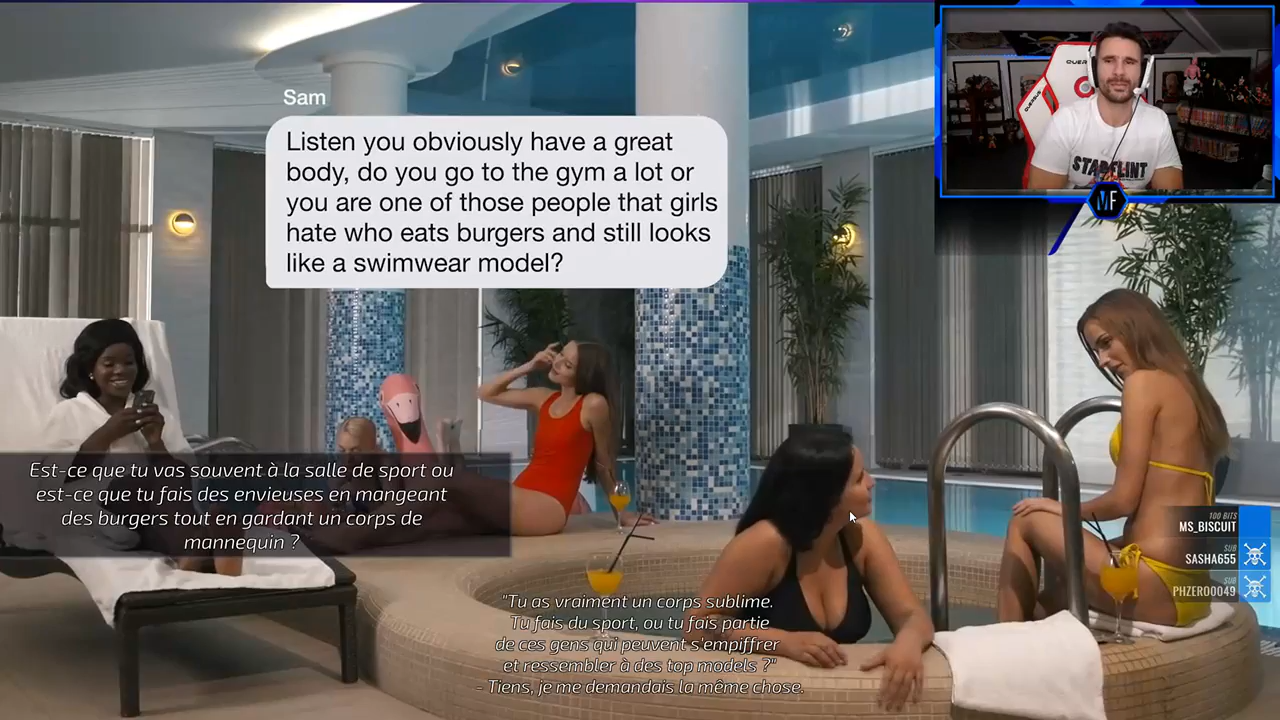 Sam
Listen you obviously have a great
body, do you go to the gym a lot or
you are one of those people that girls
hate who eats burgers and still looks
like a swimwear model?
QUERSUS
STARFLINT
MF
Est-ce que tu vas souvent à la salle de sport ou
est-ce que tu fais des envieuses en mangeant
des burgers tout en gardant un corps de
mannequin ?
100 BITS
MS_BISCUIT
SUB
SASHA655
SUB
PHZER00049
"Tu as vraiment un corps sublime.
Tu fais du sport, ou tu fais partie
de ces gens qui peuvent s'empiffrer
et ressembler à des top models ?"
- Tiens, je me demandais la même chose.